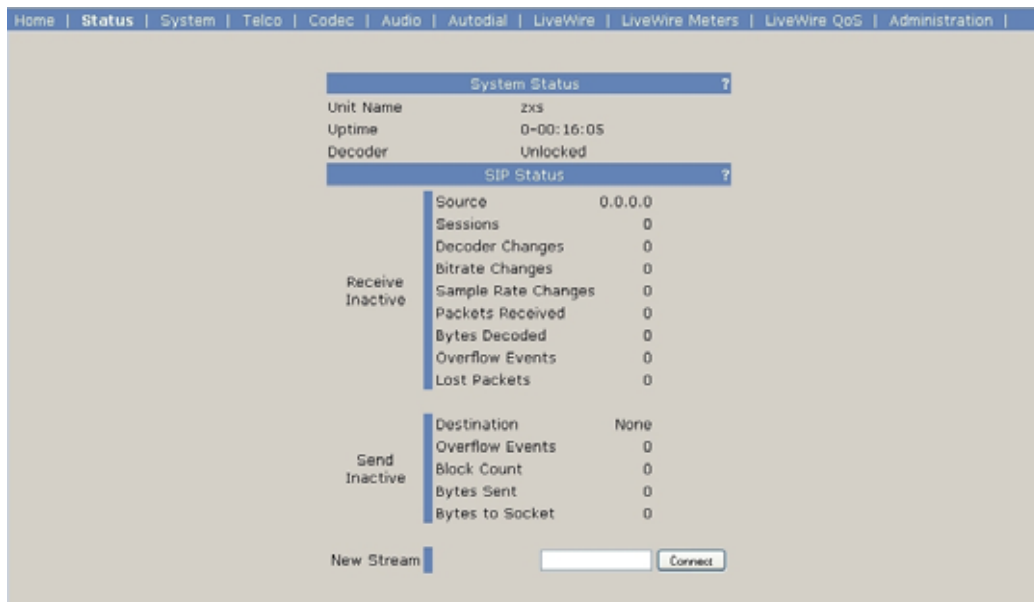 Home | Status | System | Telco | Codec | Audio | Autodial | LiveWire | LiveWire Meters | LiveWire QoS | Administration |
System Status ?
Unit Name zxs
Uptime 0-00:16:05
Decoder Unlocked
SIP Status ?
Receive Inactive
Source 0.0.0.0
Sessions 0
Decoder Changes 0
Bitrate Changes 0
Sample Rate Changes 0
Packets Received 0
Bytes Decoded 0
Overflow Events 0
Lost Packets 0
Send Inactive
Destination None
Overflow Events 0
Block Count 0
Bytes Sent 0
Bytes to Socket 0
New Stream Connect